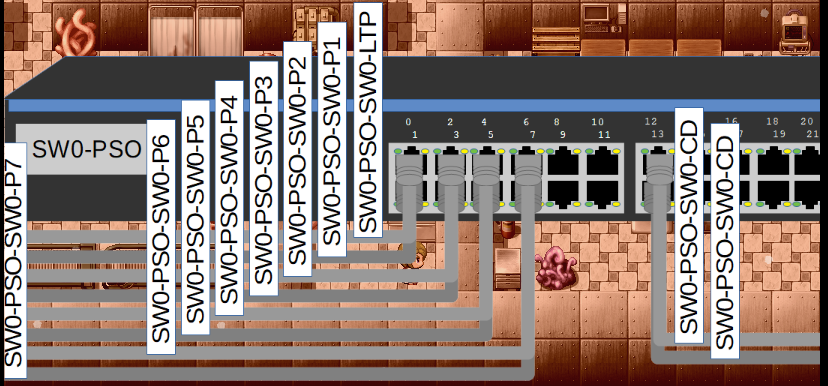 SW0-PSO
SW0-PSO-SW0-P7
SW0-PSO-SW0-P6
SW0-PSO-SW0-P5
SW0-PSO-SW0-P4
SW0-PSO-SW0-P3
SW0-PSO-SW0-P2
SW0-PSO-SW0-P1
SW0-PSO-SW0-LTP
0 2 4 6 8 10
1 3 5 7 9 11
12 16 18 20
13 19 21
SW0-PSO-SW0-CD
SW0-PSO-SW0-CD